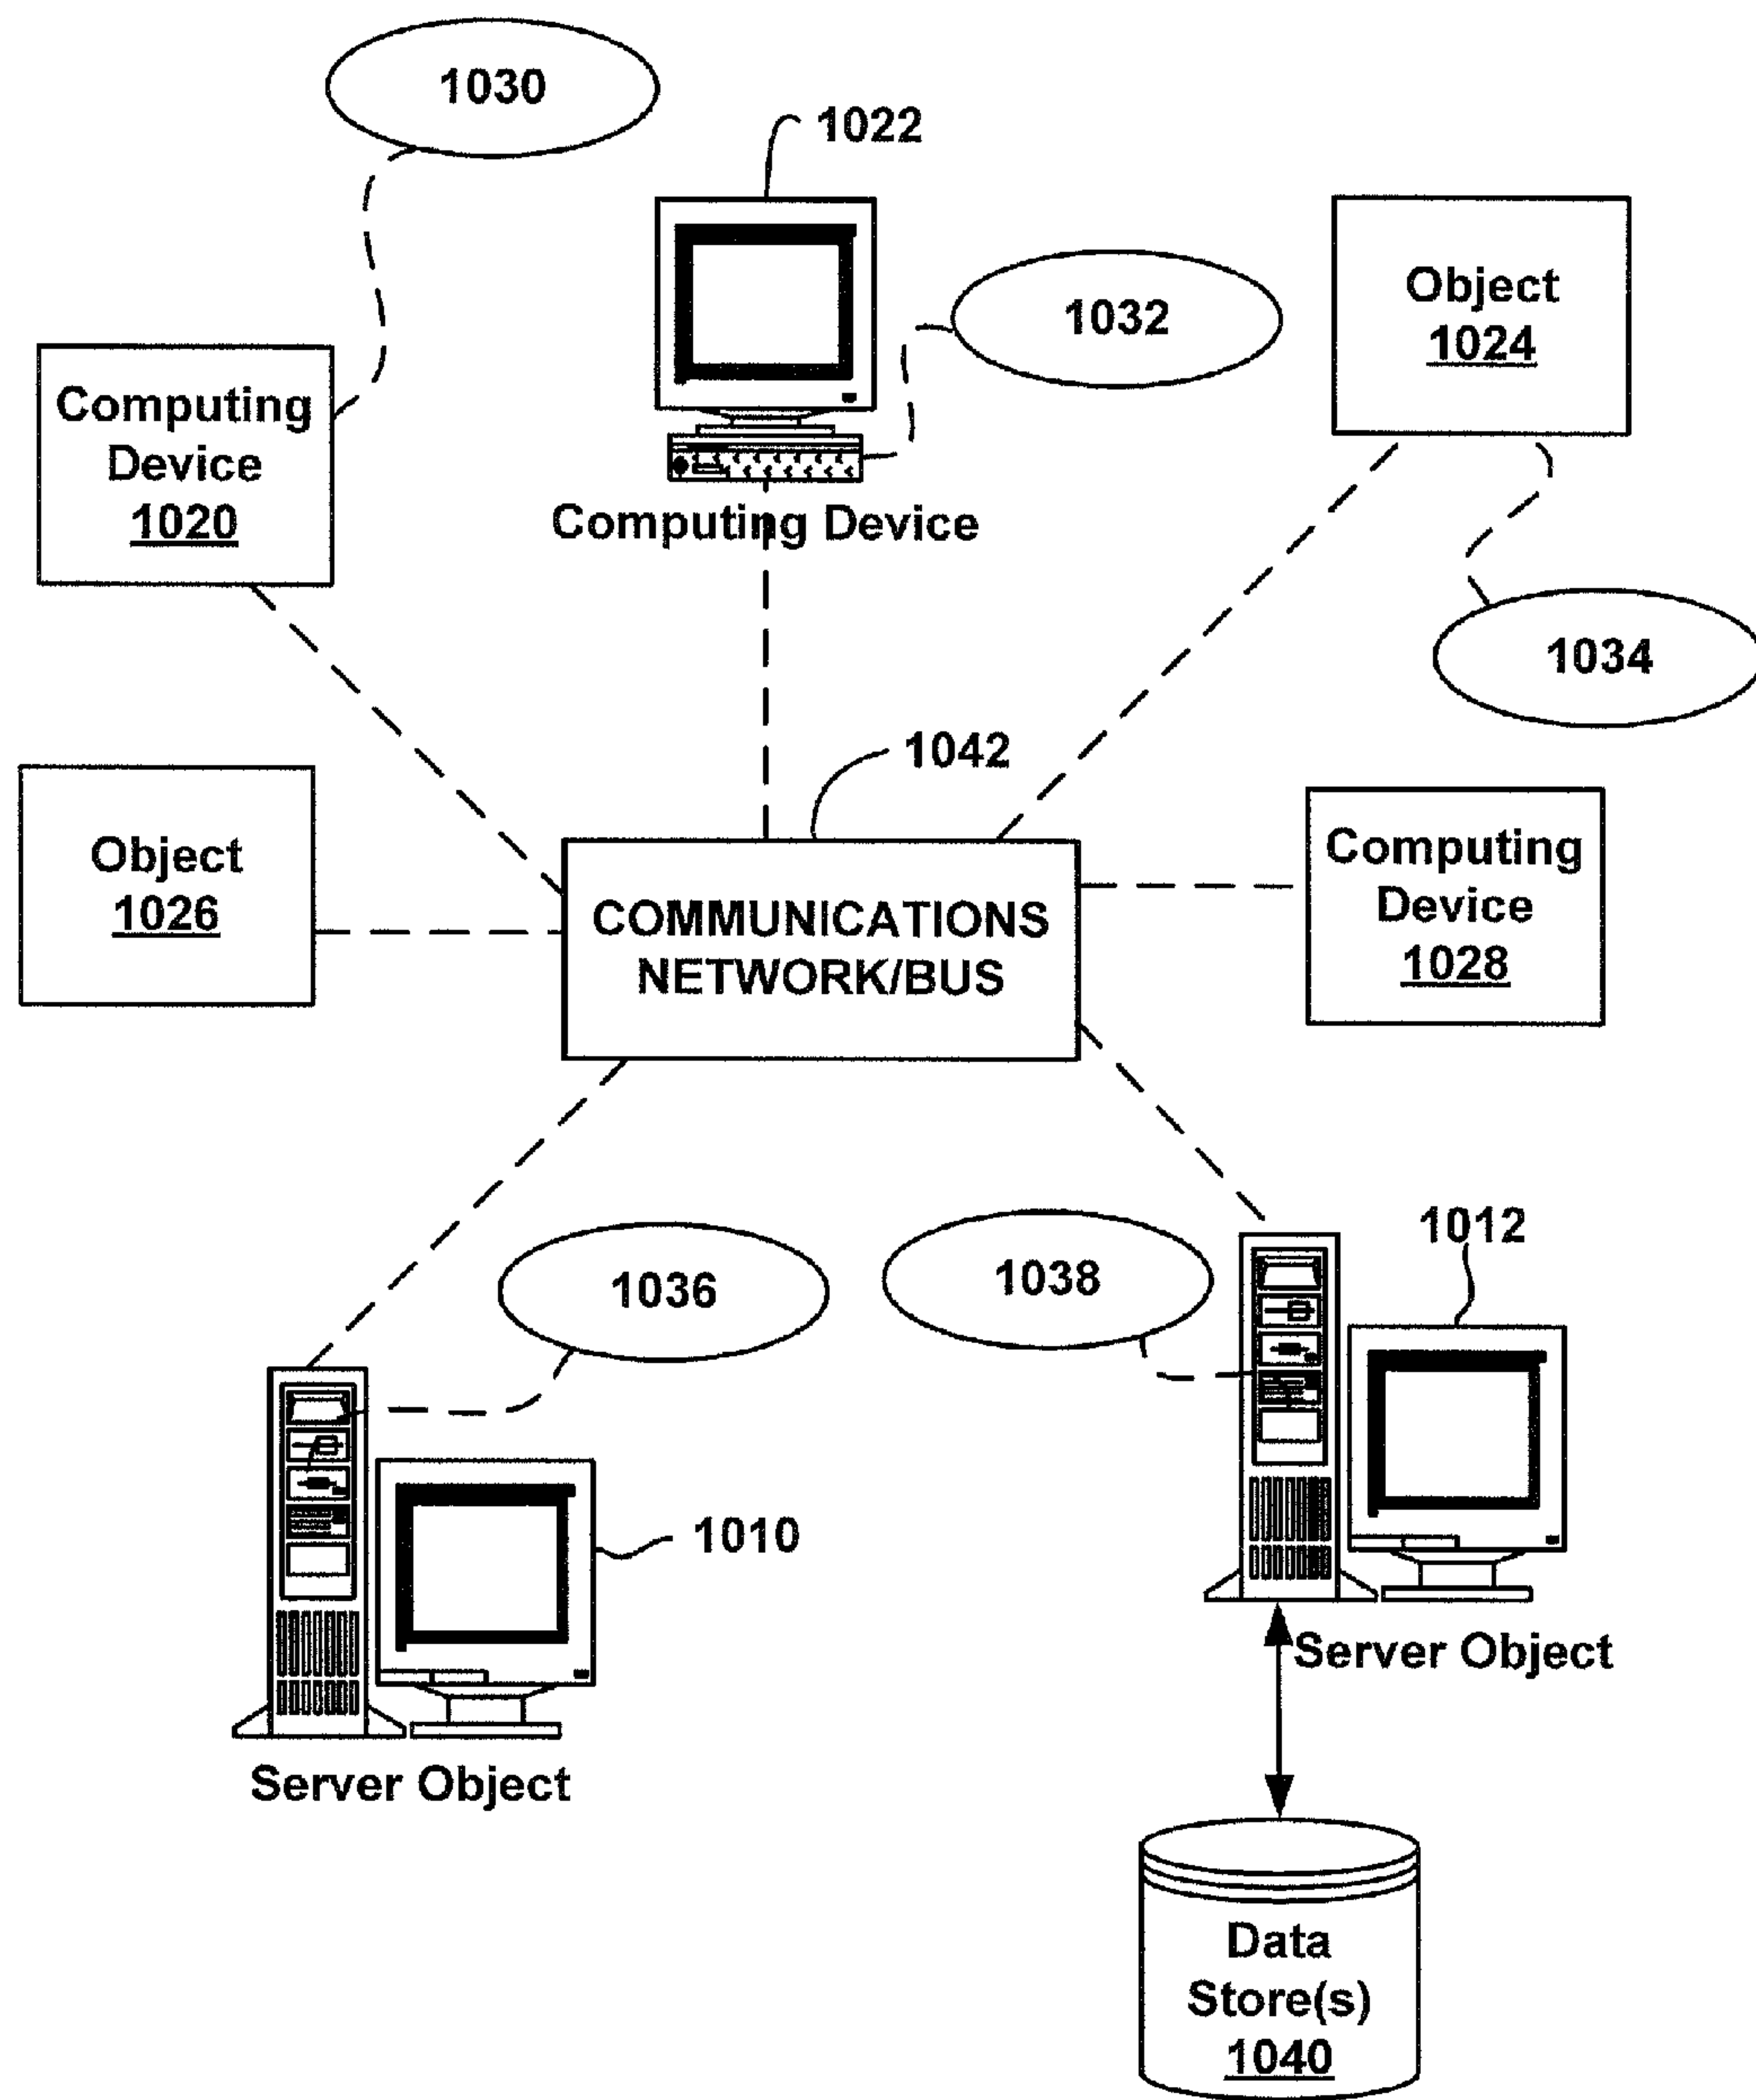 1030
1022
1032
Object
1024
Computing
Device
1020
Computing Device
1034
1042
Object
1026
COMMUNICATIONS
NETWORK/BUS
Computing
Device
1028
1036
1038
1012
1010
Server Object
Server Object
Data
Store(s)
1040